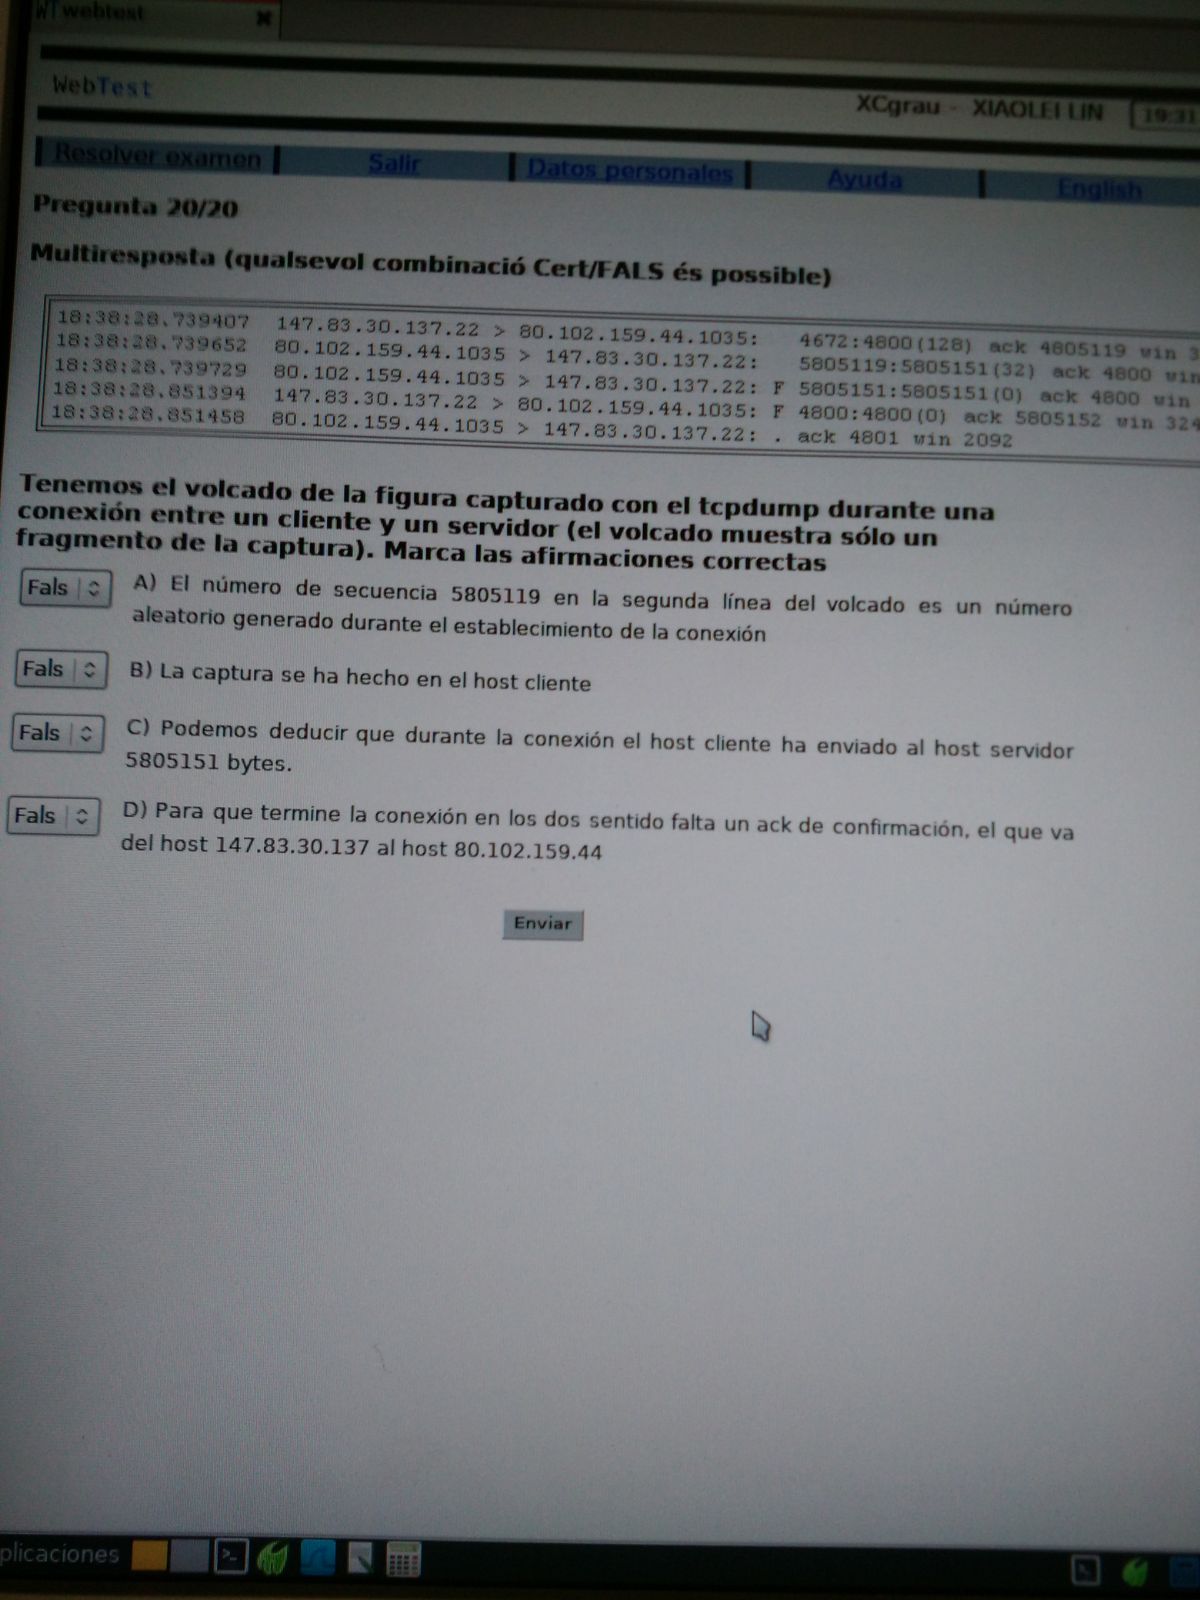 WT webtest
WebTest
XCgrau - XIAOLEI LIN 19:31
Resolver examen Salir Datos personales Ayuda English
Pregunta 20/20
Multiresposta (qualsevol combinació Cert/FALS és possible)
18:38:28.739407 147.83.30.137.22 > 80.102.159.44.1035: 4672:4800(128) ack 4805119 win 3
18:38:28.739652 80.102.159.44.1035 > 147.83.30.137.22: 5805119:5805151(32) ack 4800 win
18:38:28.739729 80.102.159.44.1035 > 147.83.30.137.22: F 5805151:5805151(0) ack 4800 win
18:38:28.851394 147.83.30.137.22 > 80.102.159.44.1035: F 4800:4800(0) ack 5805152 win 324
18:38:28.851458 80.102.159.44.1035 > 147.83.30.137.22: . ack 4801 win 2092
Tenemos el volcado de la figura capturado con el tcpdump durante una
conexión entre un cliente y un servidor (el volcado muestra sólo un
fragmento de la captura). Marca las afirmaciones correctas
Fals A) El número de secuencia 5805119 en la segunda línea del volcado es un número
aleatorio generado durante el establecimiento de la conexión
Fals B) La captura se ha hecho en el host cliente
Fals C) Podemos deducir que durante la conexión el host cliente ha enviado al host servidor
5805151 bytes.
Fals D) Para que termine la conexión en los dos sentido falta un ack de confirmación, el que va
del host 147.83.30.137 al host 80.102.159.44
Enviar
plicaciones